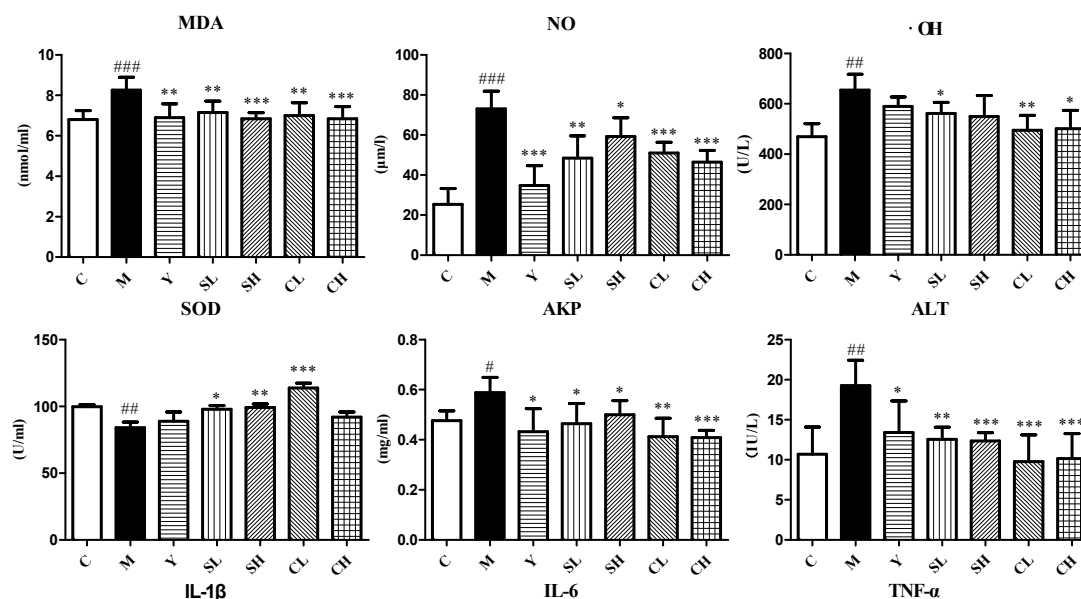 MDA
NO
· OH
10
8
6
4
2
0
(nmol/ml)
###
**
**
***
**
***
C
M
Y
SL
SH
CL
CH
100
80
60
40
20
0
(μm/l)
###
***
**
*
***
***
C
M
Y
SL
SH
CL
CH
800
600
400
200
0
(U/L)
##
*
**
*
C
M
Y
SL
SH
CL
CH
SOD
AKP
ALT
150
100
50
0
(U/ml)
##
*
**
***
C
M
Y
SL
SH
CL
CH
0.8
0.6
0.4
0.2
0.0
(mg/ml)
#
*
*
*
**
***
C
M
Y
SL
SH
CL
CH
25
20
15
10
5
0
(IU/L)
##
*
**
***
***
***
C
M
Y
SL
SH
CL
CH
IL-1β
IL-6
TNF-α